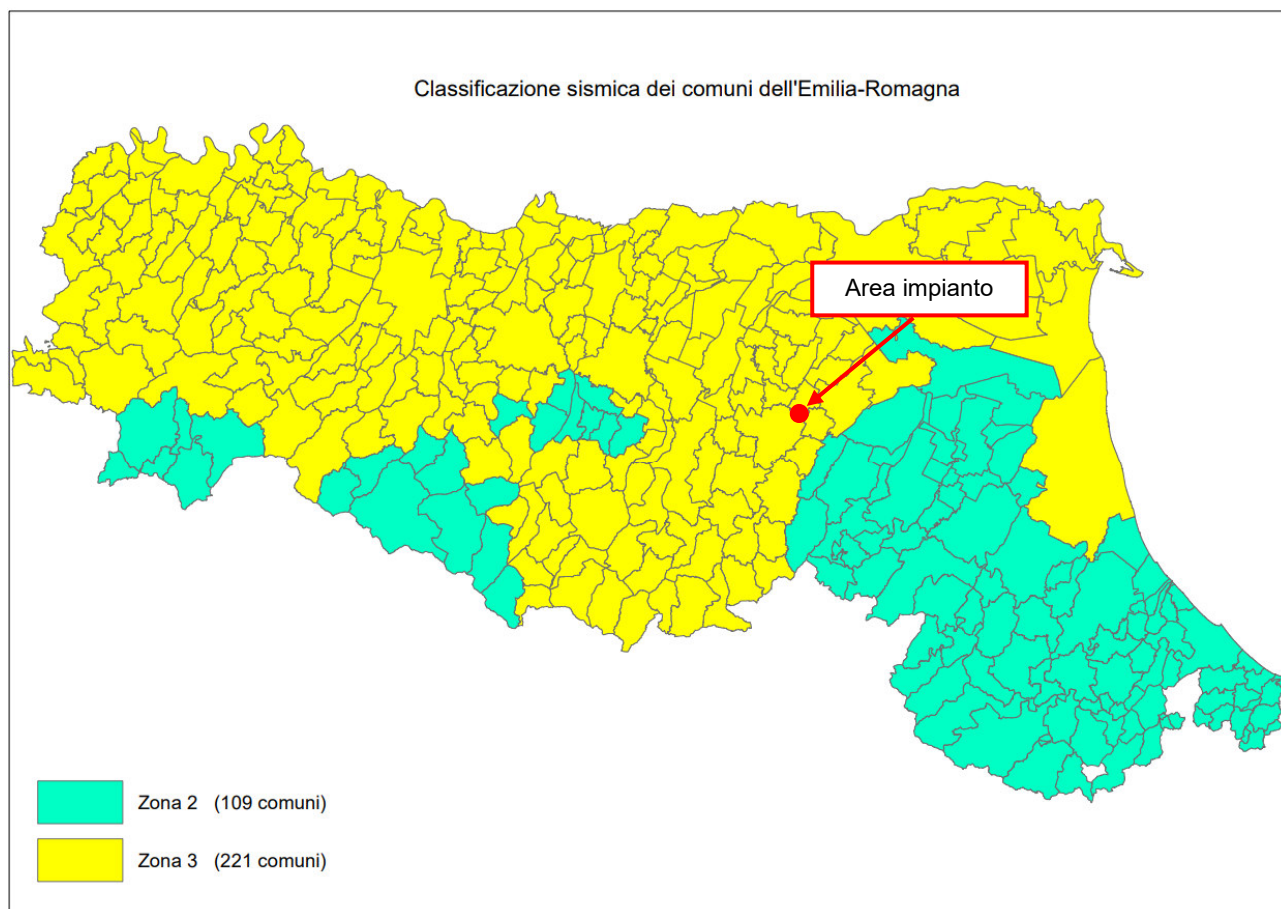 Classificazione sismica dei comuni dell'Emilia-Romagna
Area impianto
Zona 2 (109 comuni)
Zona 3 (221 comuni)